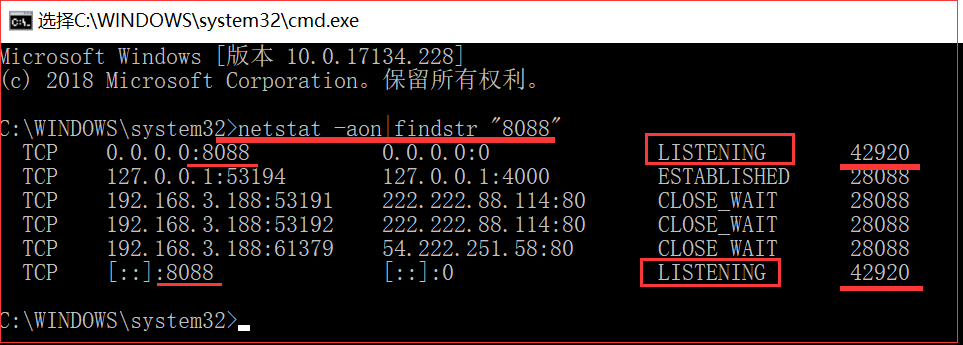 选择C:\WINDOWS\system32\cmd.exe
Microsoft Windows [版本 10.0.17134.228]
(c) 2018 Microsoft Corporation。保留所有权利。
C:\WINDOWS\system32>netstat -aon|findstr "8088"
TCP 0.0.0.0:8088 0.0.0.0:0 LISTENING 42920
TCP 127.0.0.1:53194 127.0.0.1:4000 ESTABLISHED 28088
TCP 192.168.3.188:53191 222.222.88.114:80 CLOSE_WAIT 28088
TCP 192.168.3.188:53192 222.222.88.114:80 CLOSE_WAIT 28088
TCP 192.168.3.188:61379 54.222.251.58:80 CLOSE_WAIT 28088
TCP [::]:8088 [::]:0 LISTENING 42920
C:\WINDOWS\system32>